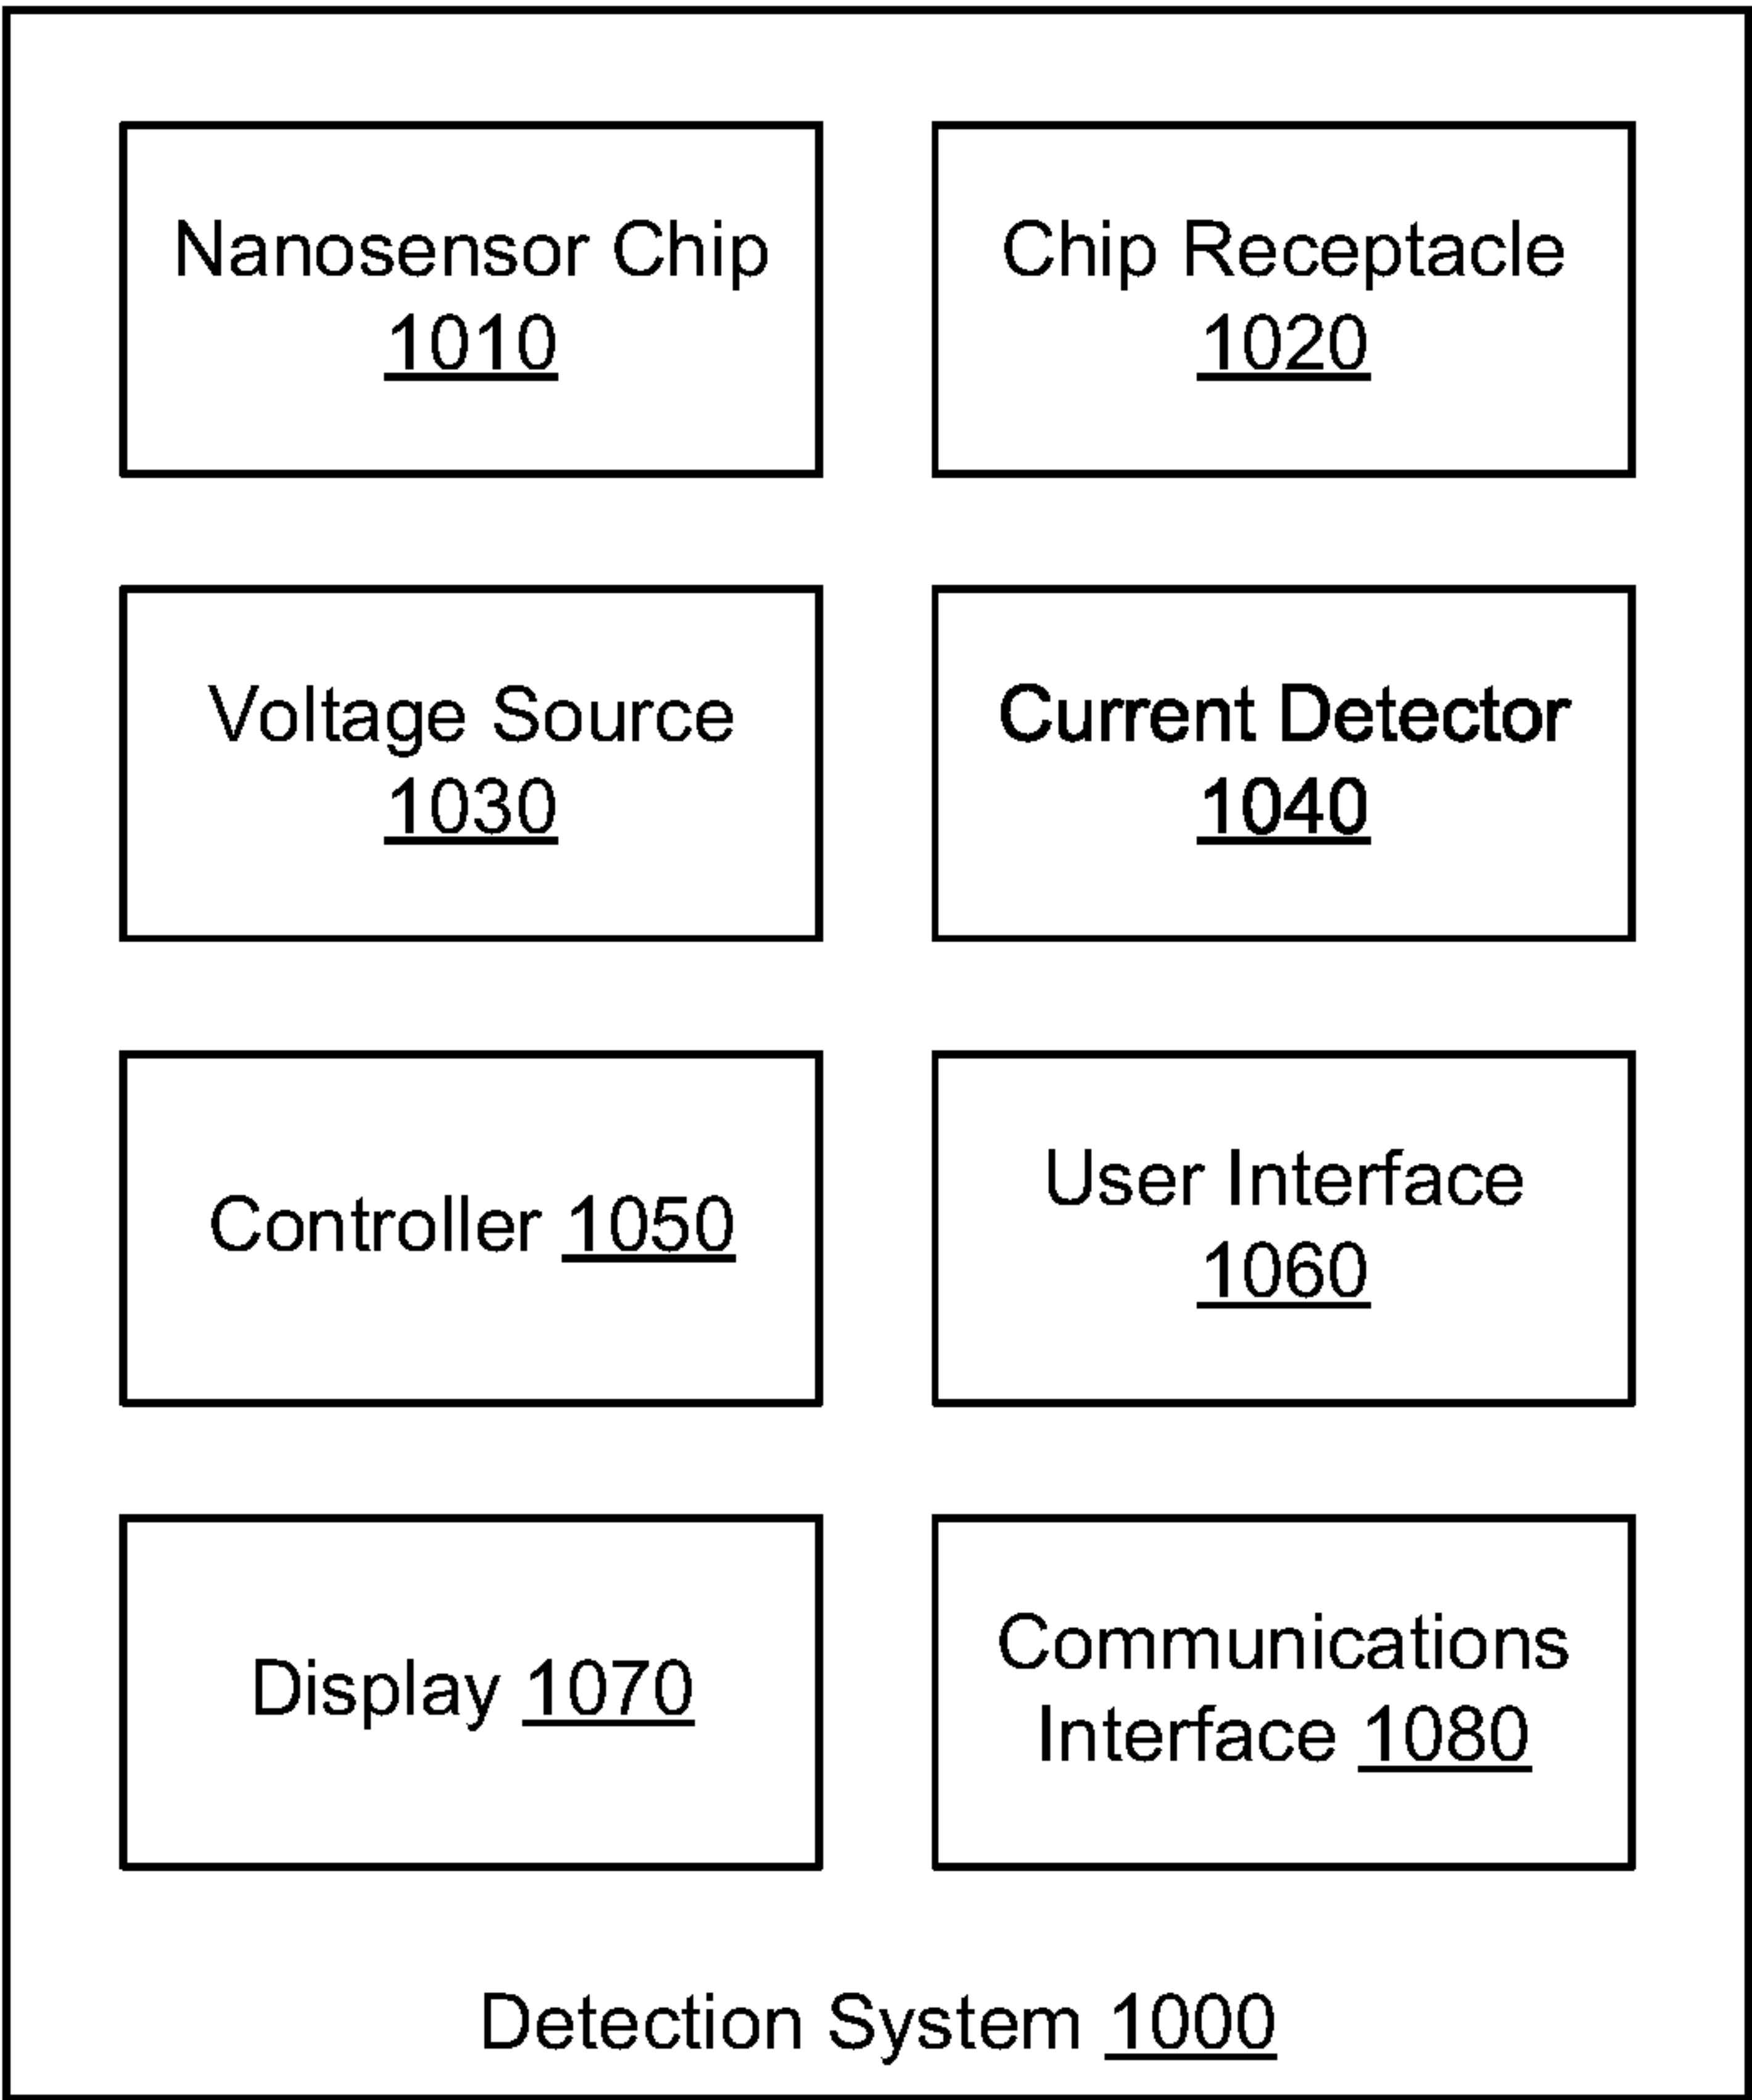 Nanosensor Chip
1010
Chip Receptacle
1020
Voltage Source
1030
Current Detector
1040
Controller 1050
User Interface
1060
Display 1070
Communications
Interface 1080
Detection System 1000